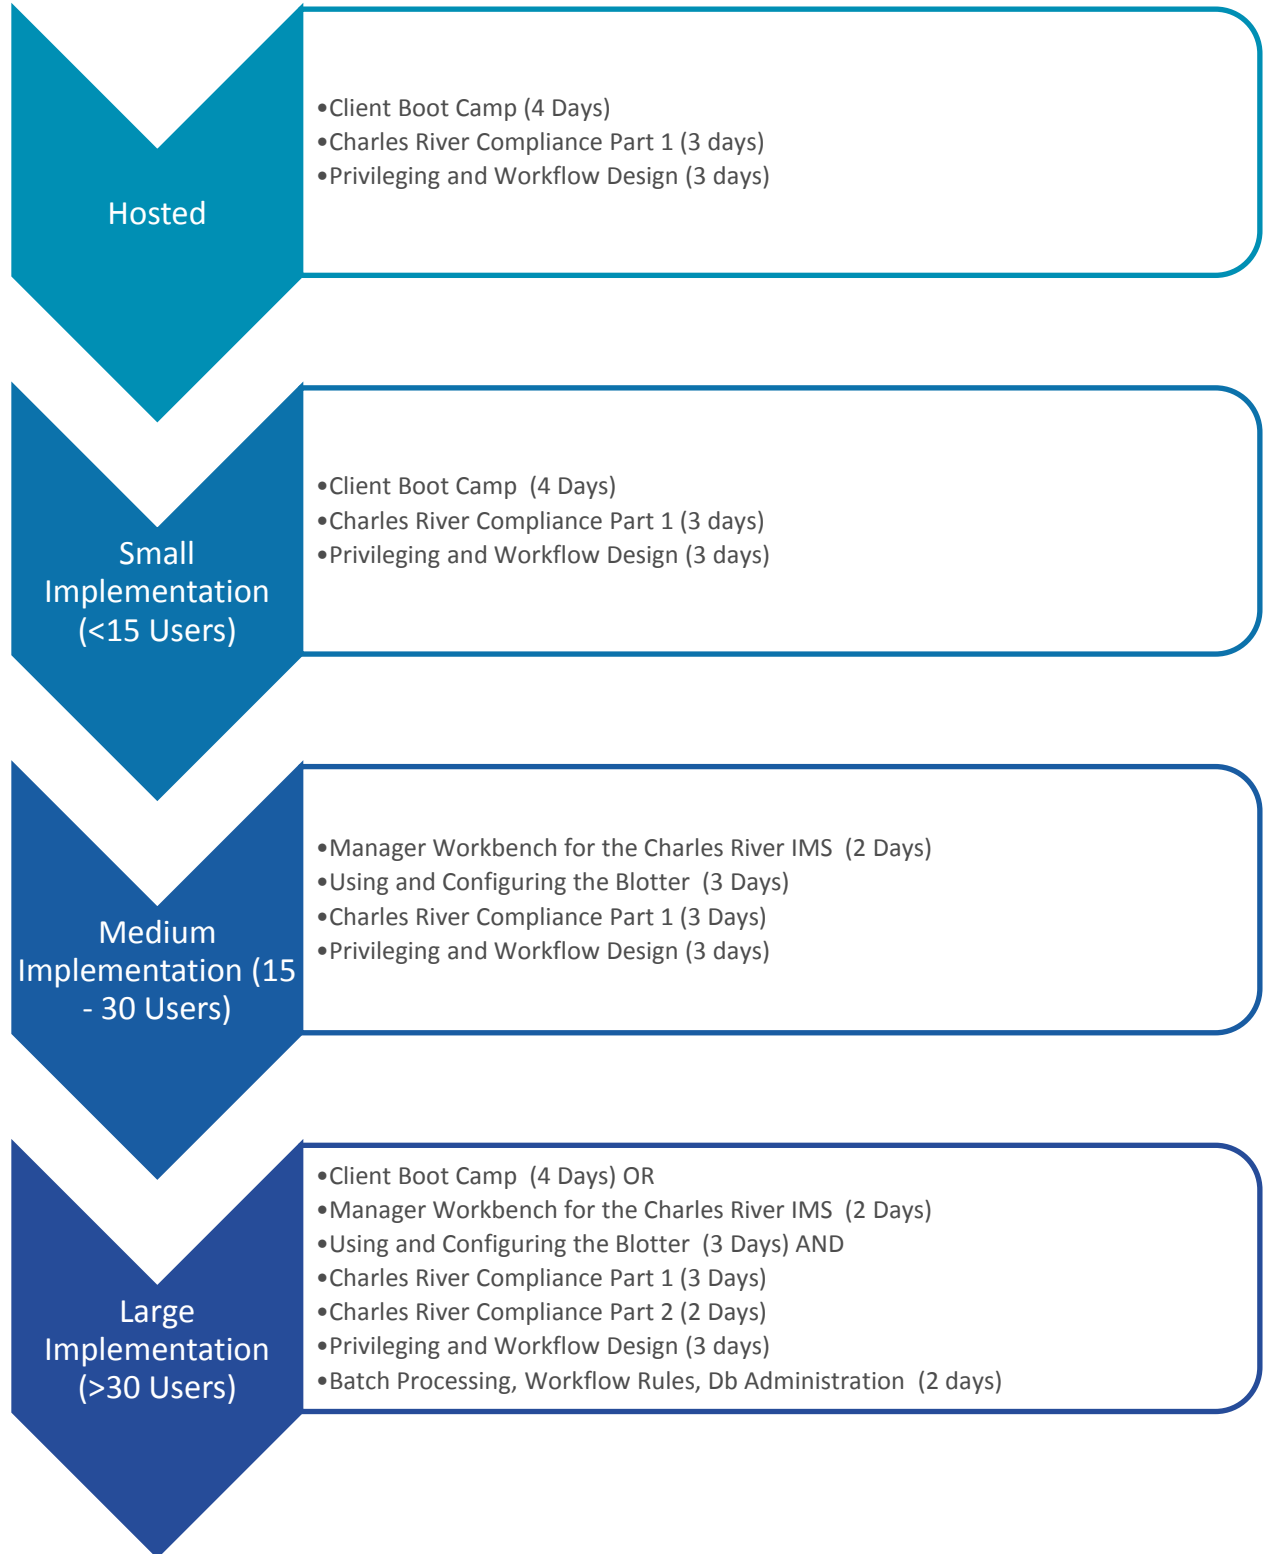 Hosted
•Client Boot Camp (4 Days)
•Charles River Compliance Part 1 (3 days)
•Privileging and Workflow Design (3 days)
Small
Implementation
(<15 Users)
•Client Boot Camp  (4 Days)
•Charles River Compliance Part 1 (3 days)
•Privileging and Workflow Design (3 days)
Medium
Implementation (15
- 30 Users)
•Manager Workbench for the Charles River IMS  (2 Days)
•Using and Configuring the Blotter  (3 Days)
•Charles River Compliance Part 1 (3 Days)
•Privileging and Workflow Design (3 days)
Large
Implementation
(>30 Users)
•Client Boot Camp  (4 Days) OR
•Manager Workbench for the Charles River IMS  (2 Days)
•Using and Configuring the Blotter  (3 Days) AND
•Charles River Compliance Part 1 (3 Days)
•Charles River Compliance Part 2 (2 Days)
•Privileging and Workflow Design (3 days)
•Batch Processing, Workflow Rules, Db Administration  (2 days)